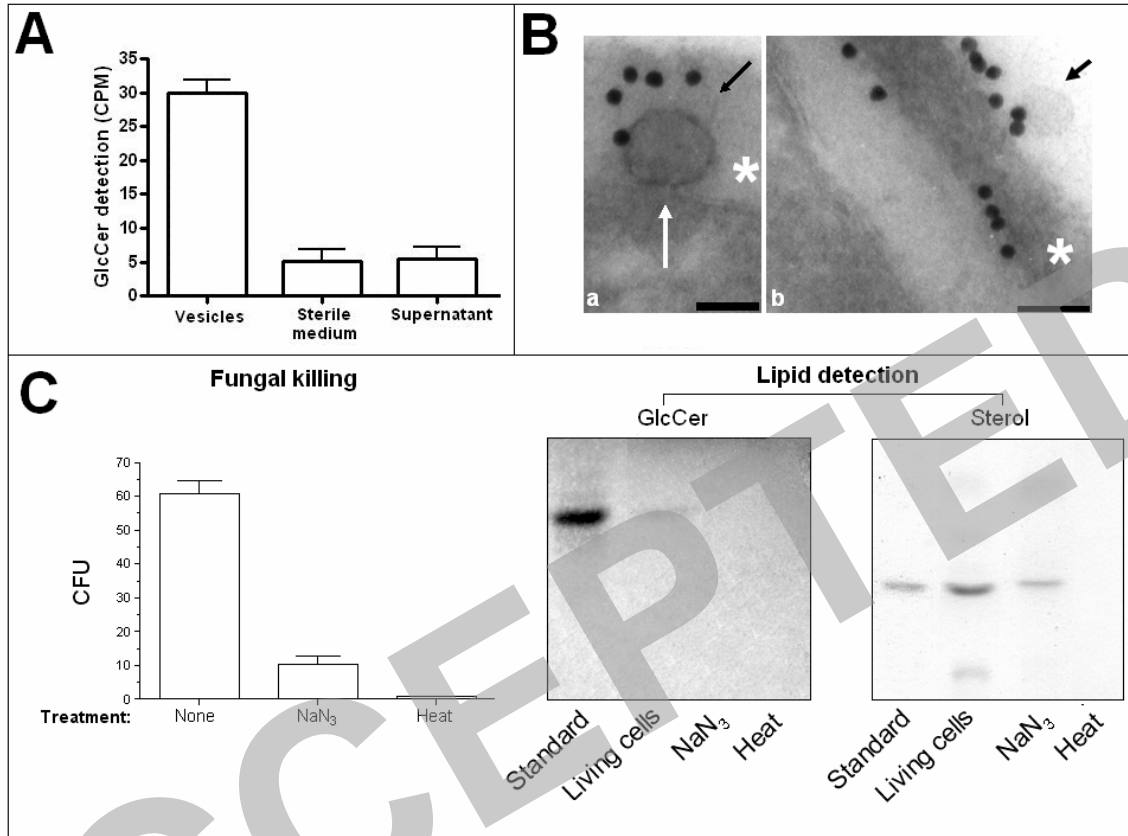 A
GlcCer detection (CPM)
35
30
25
20
15
10
5
0
Vesicles
Sterile medium
Supernatant
B
*
*
a
b
C
Fungal killing
CFU
70
60
50
40
30
20
10
0
Treatment:
None
NaN3
Heat
Lipid detection
GlcCer
Sterol
Standard
Living cells
NaN3
Heat
Standard
Living cells
NaN3
Heat
CCEPTED